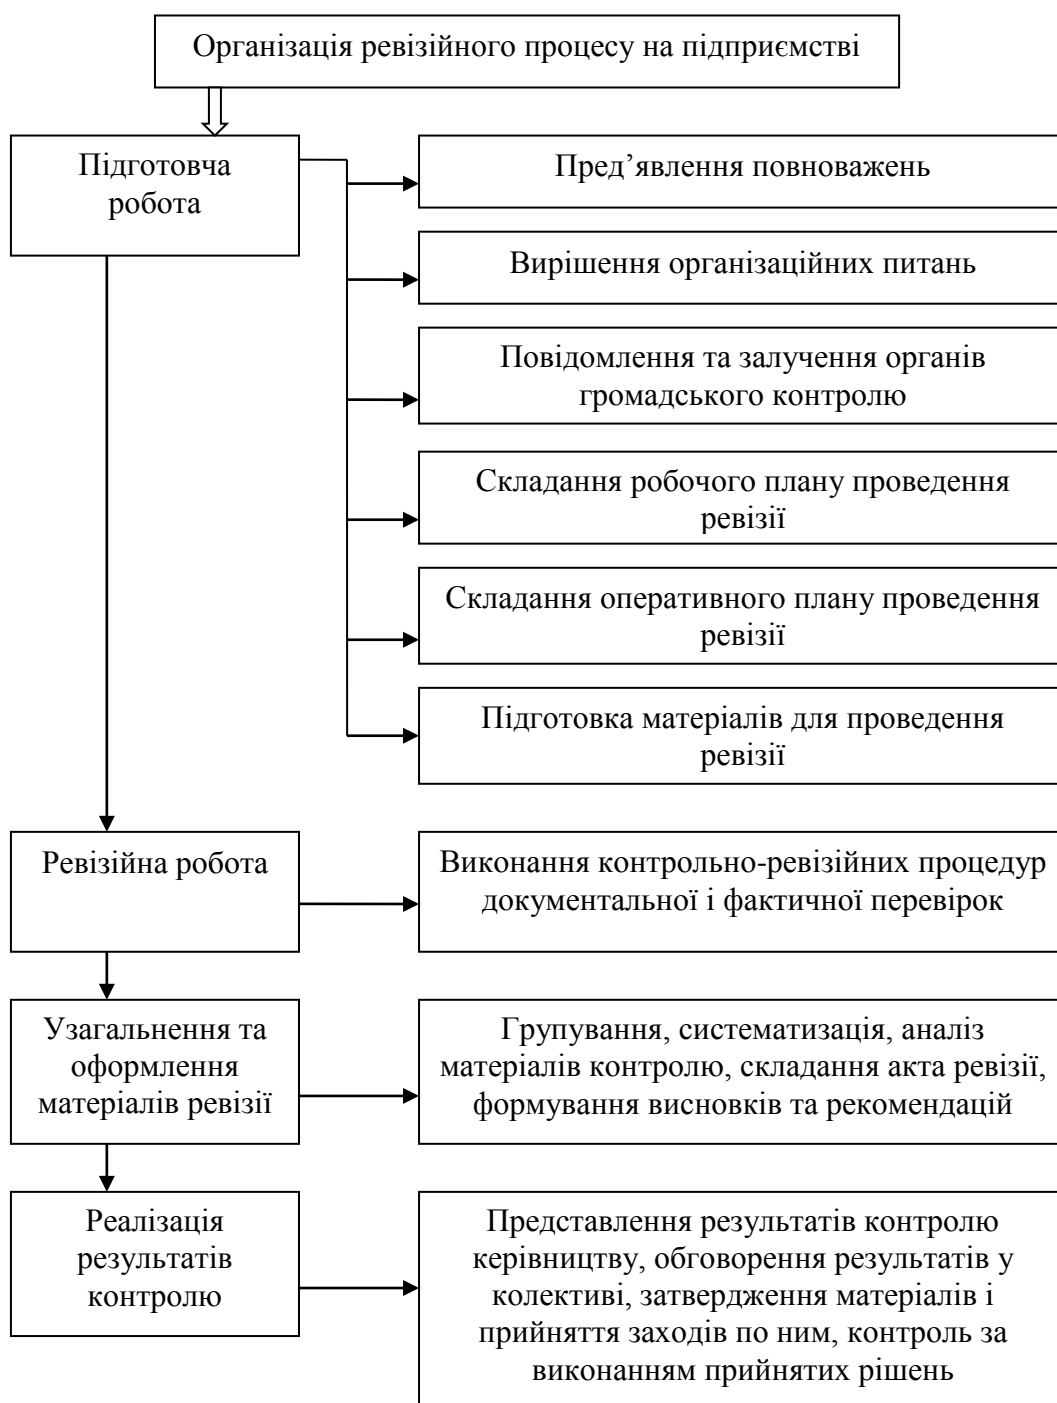 Організація ревізійного процесу на підприємстві
Підготовча
робота
Пред’явлення повноважень
Вирішення організаційних питань
Повідомлення та залучення органів
громадського контролю
Складання робочого плану проведення
ревізії
Складання оперативного плану проведення
ревізії
Підготовка матеріалів для проведення
ревізії
Ревізійна робота
Виконання контрольно-ревізійних процедур
документальної і фактичної перевірок
Узагальнення та
оформлення
матеріалів ревізії
Групування, систематизація, аналіз
матеріалів контролю, складання акта ревізії,
формування висновків та рекомендацій
Реалізація
результатів
контролю
Представлення результатів контролю
керівництву, обговорення результатів у
колективі, затвердження матеріалів і
прийняття заходів по ним, контроль за
виконанням прийнятих рішень